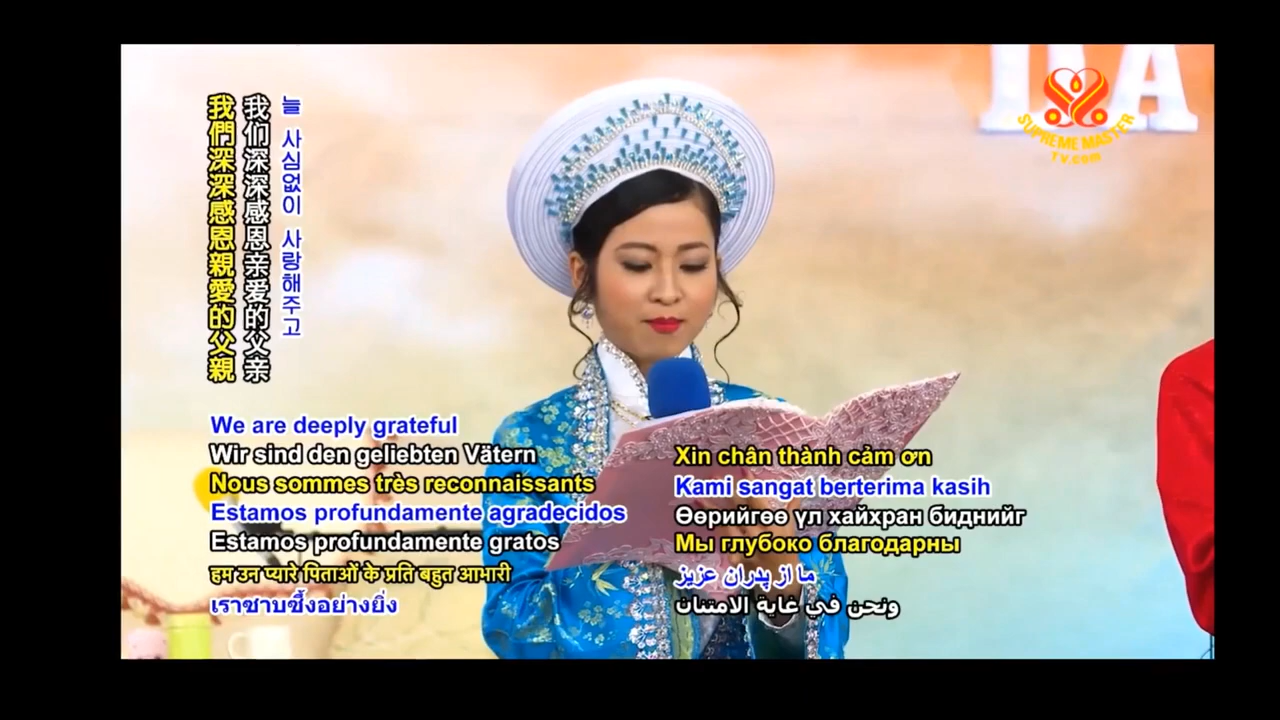 늘 사심없이 사랑해주고
我们深深感恩亲爱的父亲
我們深深感恩親愛的父親
We are deeply grateful
Wir sind den geliebten Vätern
Nous sommes très reconnaissants
Estamos profundamente agradecidos
Estamos profundamente gratos
हम उन प्यारे पिताओं के प्रति बहुत आभारी
เราซาบซึ้งอย่างยิ่ง
Xin chân thành cảm ơn
Kami sangat berterima kasih
Өөрийгөө үл хайхран биднийг
Мы глубоко благодарны
ما از پدران عزیز
ونحن في غاية الامتنان
SUPREME MASTER
TV.com